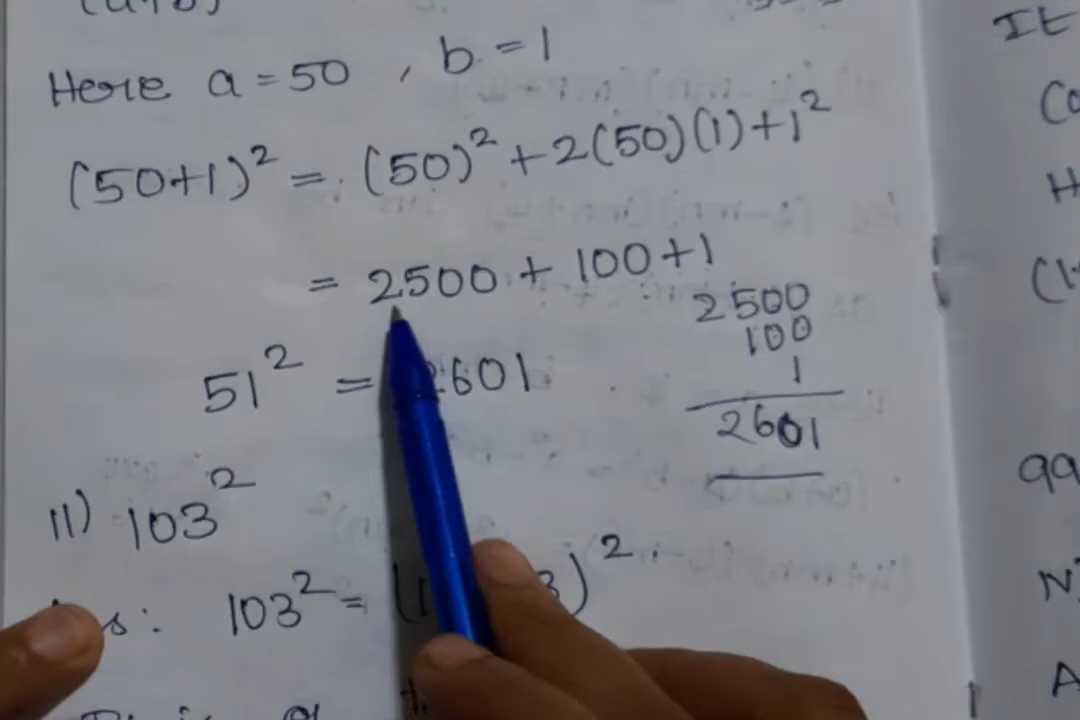 Here a = 50 , b = 1
(50+1)² = (50)² + 2(50)(1) + 1²
= 2500 + 100 + 1
2500
100
1
2601
51² = 2601
11) 103²
103² =
It
99